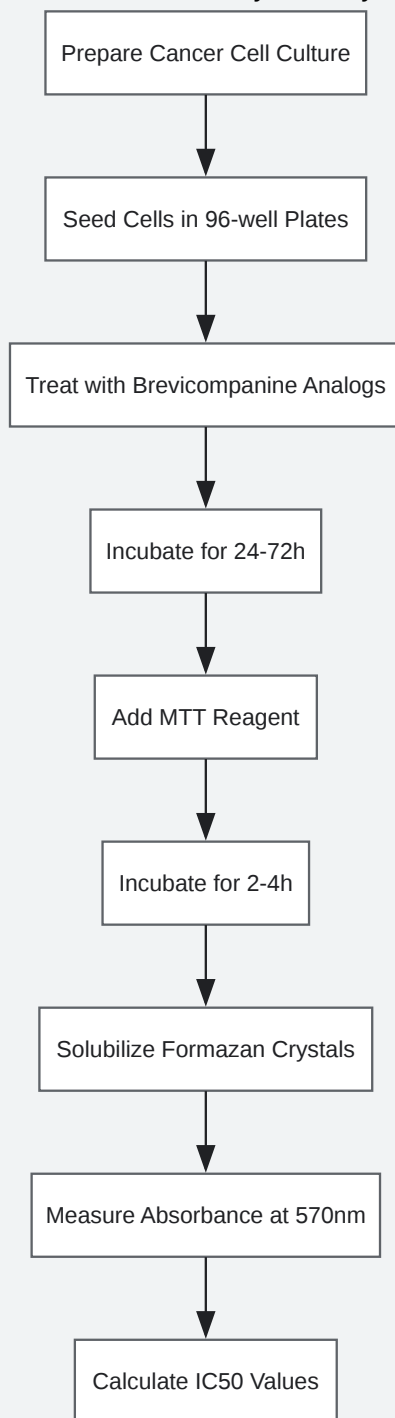 Prepare Cancer Cell Culture
Seed Cells in 96-well Plates
Treat with Brevicompanine Analogs
Incubate for 24-72h
Add MTT Reagent
Incubate for 2-4h
Solubilize Formazan Crystals
Measure Absorbance at 570nm
Calculate IC50 Values